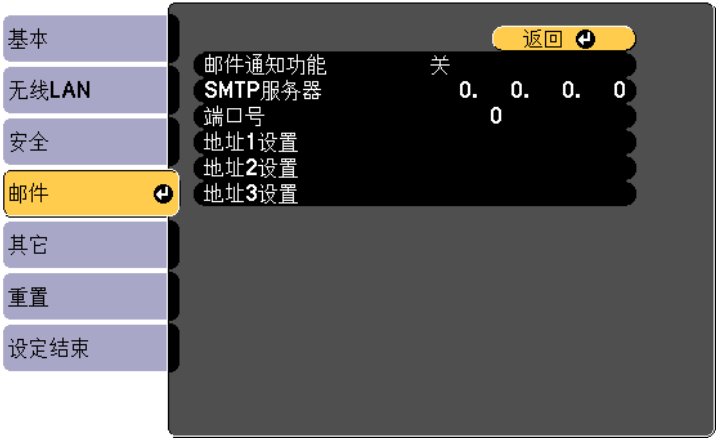 基本
无线LAN
安全
邮件
其它
重置
设定结束
返回
邮件通知功能 关
SMTP服务器 0. 0. 0. 0
端口号 0
地址1设置
地址2设置
地址3设置